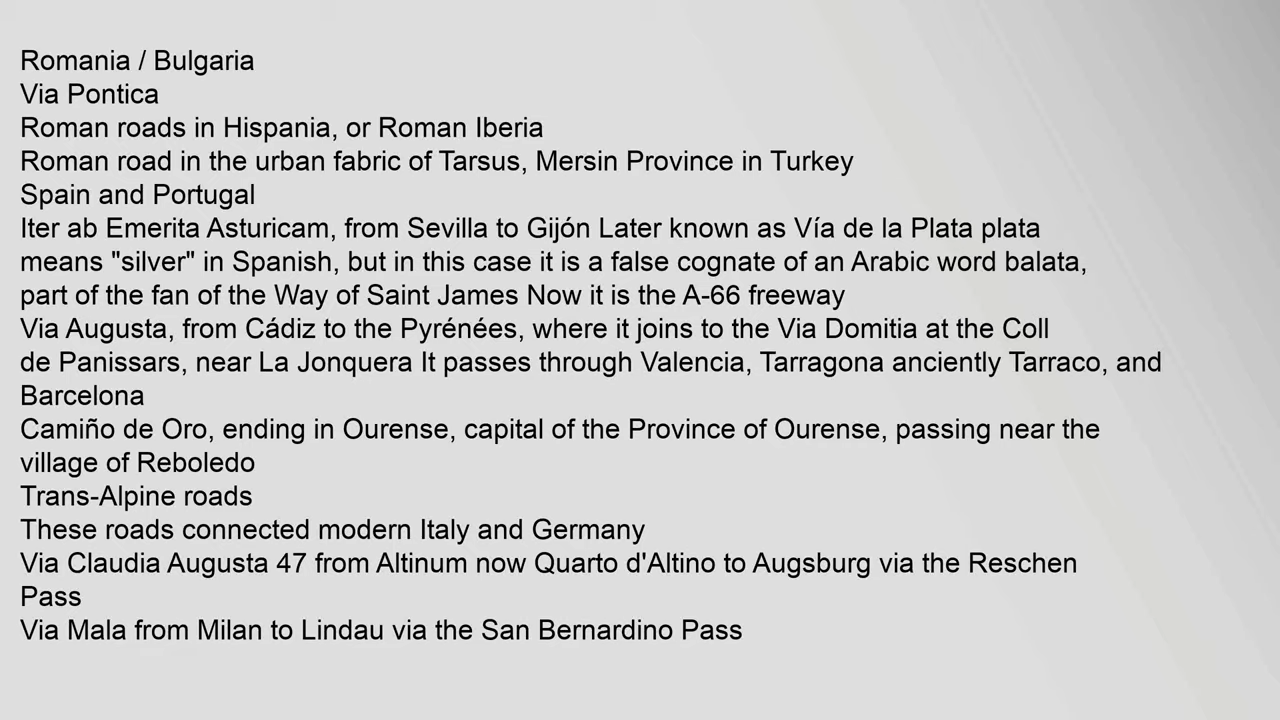 Romania / Bulgaria
Via Pontica
Roman roads in Hispania, or Roman Iberia
Roman road in the urban fabric of Tarsus, Mersin Province in Turkey
Spain and Portugal
Iter ab Emerita Asturicam, from Sevilla to Gijón Later known as Vía de la Plata plata
means "silver" in Spanish, but in this case it is a false cognate of an Arabic word balata,
part of the fan of the Way of Saint James Now it is the A-66 freeway
Via Augusta, from Cádiz to the Pyrénées, where it joins to the Via Domitia at the Coll
de Panissars, near La Jonquera It passes through Valencia, Tarragona anciently Tarraco, and
Barcelona
Camiño de Oro, ending in Ourense, capital of the Province of Ourense, passing near the
village of Reboledo
Trans-Alpine roads
These roads connected modern Italy and Germany
Via Claudia Augusta 47 from Altinum now Quarto d'Altino to Augsburg via the Reschen
Pass
Via Mala from Milan to Lindau via the San Bernardino Pass